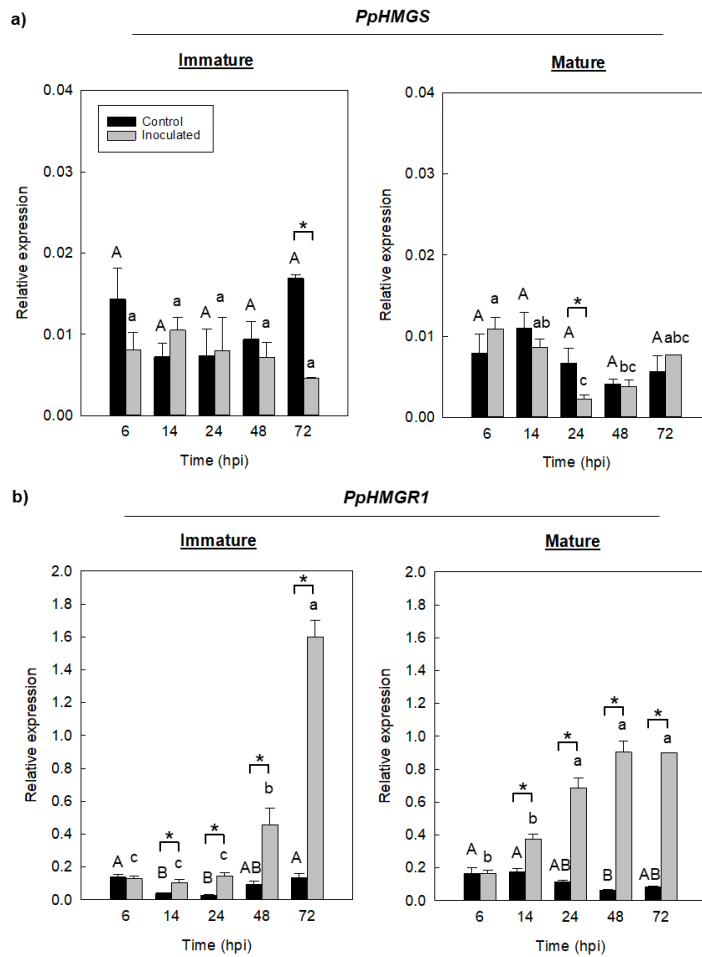 a)
PpHMGS
Immature
Mature
Control
Inoculated
Relative expression
0.04
0.03
0.02
0.01
0.00
A
a
A
a
A
a
A
a
*
A
a
6 14 24 48 72
Time (hpi)
Relative expression
0.04
0.03
0.02
0.01
0.00
A
a
A
ab
*
A
c
A
bc
A
abc
6 14 24 48 72
Time (hpi)
b)
PpHMGR1
Immature
Mature
Relative expression
2.0
1.8
1.6
1.4
1.2
1.0
0.8
0.6
0.4
0.2
0.0
A
c
*
B
c
*
B
c
*
AB
b
*
A
a
6 14 24 48 72
Time (hpi)
Relative expression
2.0
1.8
1.6
1.4
1.2
1.0
0.8
0.6
0.4
0.2
0.0
A
b
*
A
b
*
AB
a
*
B
a
*
AB
a
6 14 24 48 72
Time (hpi)